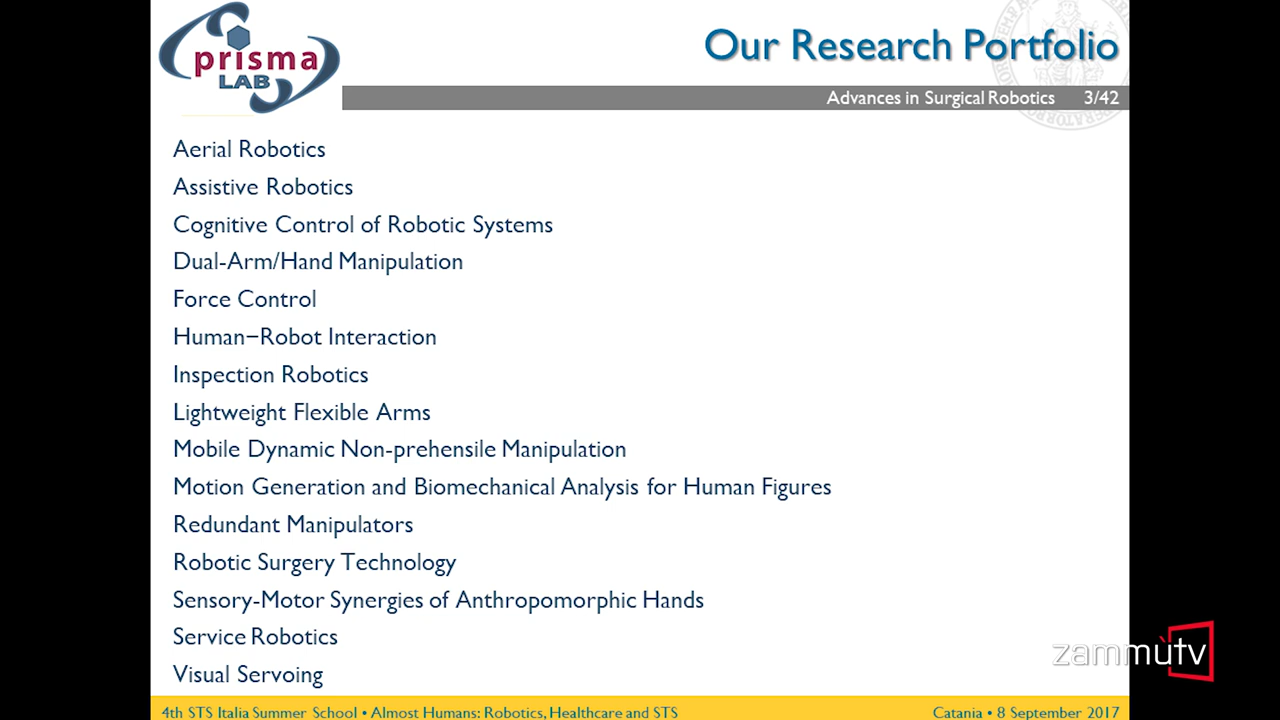 prisma
LAB
Our Research Portfolio
Advances in Surgical Robotics 3/42
Aerial Robotics
Assistive Robotics
Cognitive Control of Robotic Systems
Dual-Arm/Hand Manipulation
Force Control
Human−Robot Interaction
Inspection Robotics
Lightweight Flexible Arms
Mobile Dynamic Non-prehensile Manipulation
Motion Generation and Biomechanical Analysis for Human Figures
Redundant Manipulators
Robotic Surgery Technology
Sensory-Motor Synergies of Anthropomorphic Hands
Service Robotics
Visual Servoing
zammùtv
4th STS Italia Summer School • Almost Humans: Robotics, Healthcare and STS
Catania • 8 September 2017